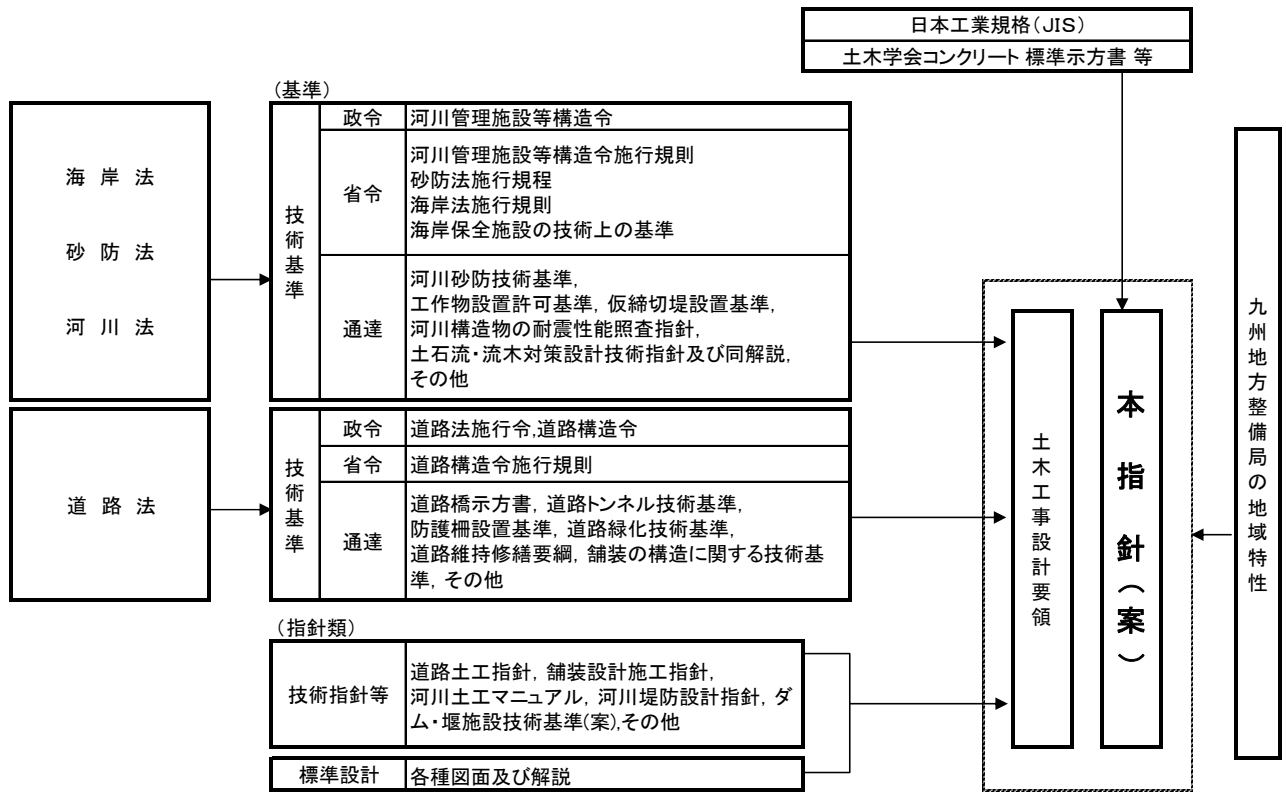 日本工業規格（JIS）
土木学会コンクリート 標準示方書 等
海岸法
砂防法
河川法
（基準）
技術基準
政令
河川管理施設等構造令
省令
河川管理施設等構造令施行規則
砂防法施行規程
海岸法施行規則
海岸保全施設の技術上の基準
通達
河川砂防技術基準，
工作物設置許可基準，仮締切堤設置基準，
河川構造物の耐震性能照査指針，
土石流・流木対策設計技術指針及び同解説，
その他
道路法
技術基準
政令
道路法施行令,道路構造令
省令
道路構造令施行規則
通達
道路橋示方書，道路トンネル技術基準，
防護柵設置基準，道路緑化技術基準，
道路維持修繕要綱，舗装の構造に関する技術基
準，その他
（指針類）
技術指針等
道路土工指針，舗装設計施工指針，
河川土工マニュアル，河川堤防設計指針，ダ
ム・堰施設技術基準(案),その他
標準設計
各種図面及び解説
土木工事設計要領
本指針（案）
九州地方整備局の地域特性